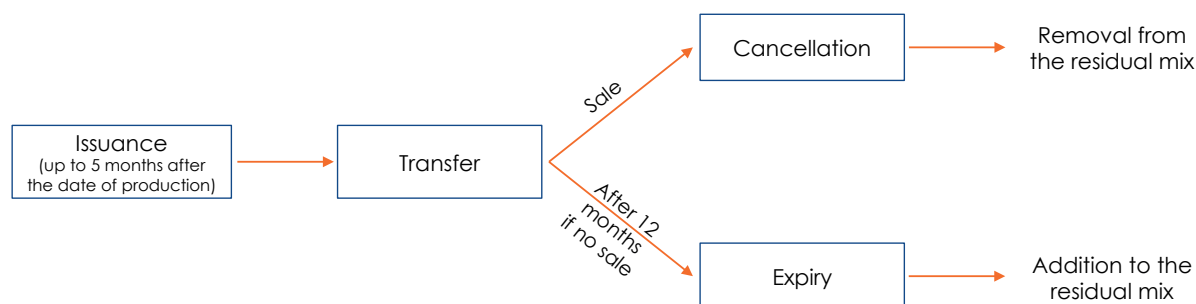 Issuance
(up to 5 months after
the date of production)
Transfer
Sale
After 12
months
if no sale
Cancellation
Removal from
the residual mix
Expiry
Addition to the
residual mix